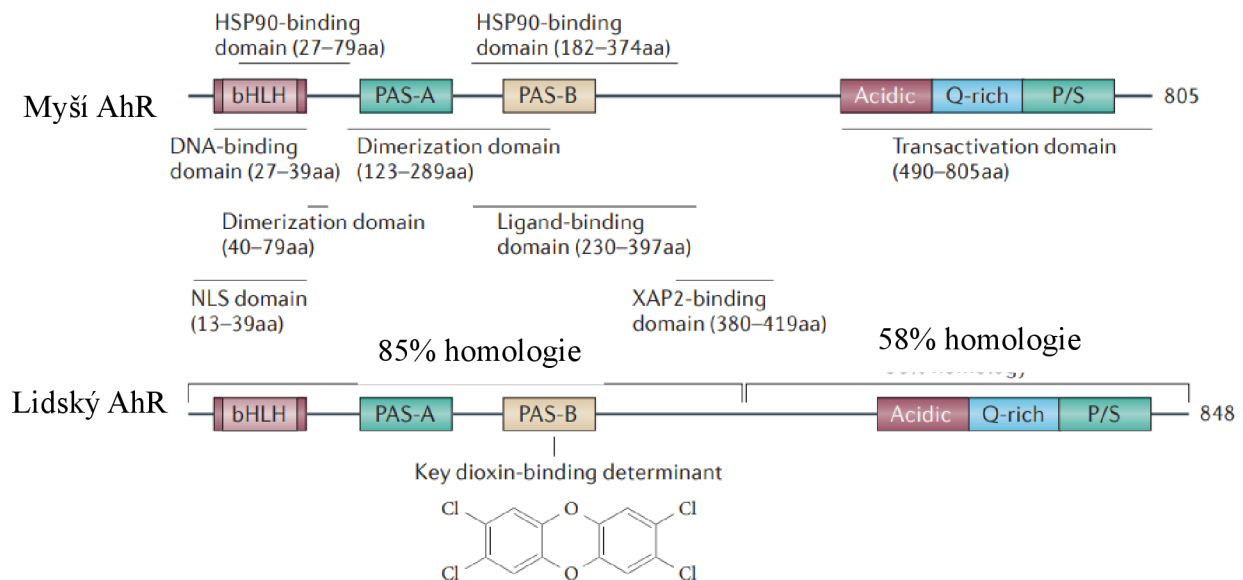 HSP90-binding
domain (27–79aa)
HSP90-binding
domain (182–374aa)
Myší AhR
bHLH
PAS-A
PAS-B
Acidic
Q-rich
P/S
805
DNA-binding
domain (27–39aa)
Dimerization domain
(123–289aa)
Transactivation domain
(490–805aa)
Dimerization domain
(40–79aa)
Ligand-binding
domain (230–397aa)
NLS domain
(13–39aa)
XAP2-binding
domain (380–419aa)
85% homologie
58% homologie
Lidský AhR
bHLH
PAS-A
PAS-B
Acidic
Q-rich
P/S
848
Key dioxin-binding determinant
Cl
O
Cl
Cl
O
Cl